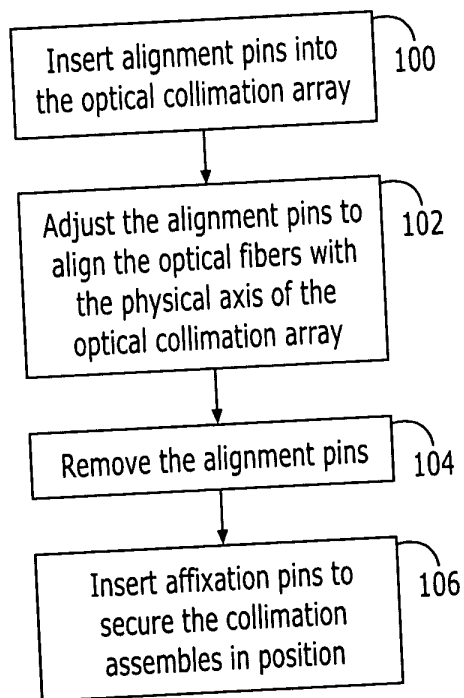 Insert alignment pins into
the optical collimation array
100
Adjust the alignment pins to
align the optical fibers with
the physical axis of the
optical collimation array
102
Remove the alignment pins
104
Insert affixation pins to
secure the collimation
assembles in position
106